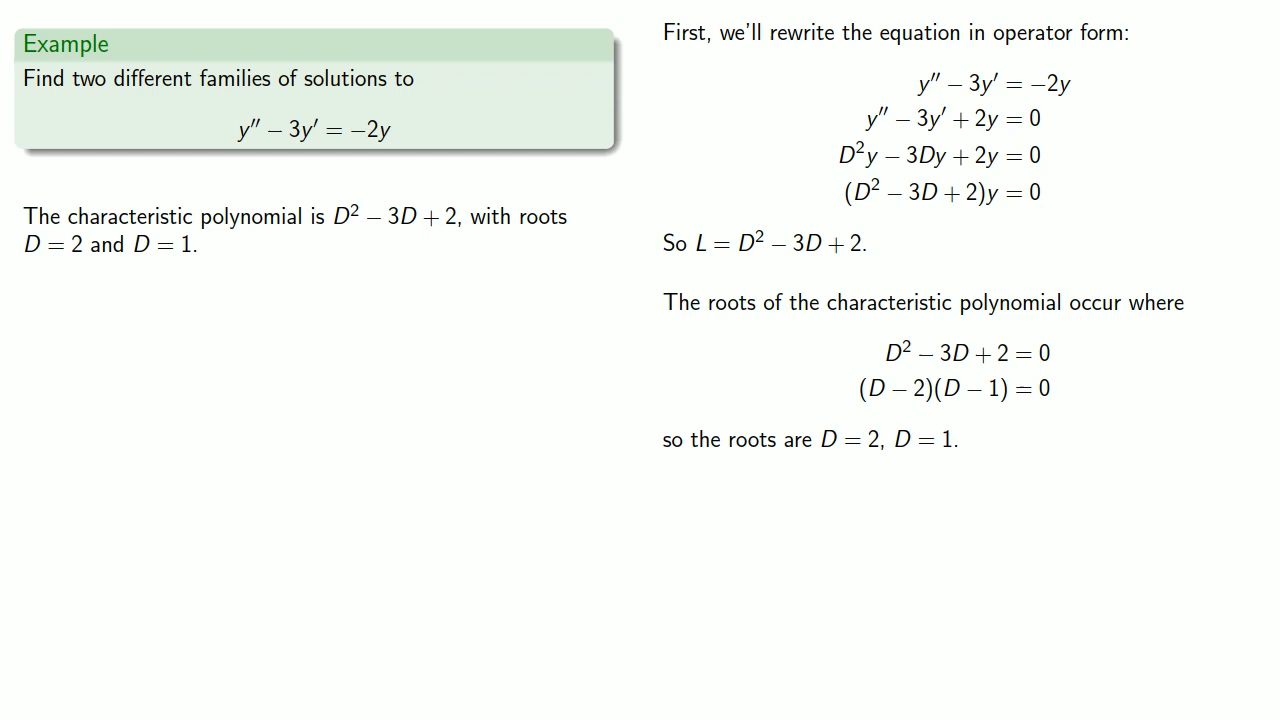 Example
Find two different families of solutions to
y″ − 3y′ = −2y
The characteristic polynomial is D² − 3D + 2, with roots
D = 2 and D = 1.
First, we'll rewrite the equation in operator form:
y″ − 3y′ = −2y
y″ − 3y′ + 2y = 0
D²y − 3Dy + 2y = 0
(D² − 3D + 2)y = 0
So L = D² − 3D + 2.
The roots of the characteristic polynomial occur where
D² − 3D + 2 = 0
(D − 2)(D − 1) = 0
so the roots are D = 2, D = 1.